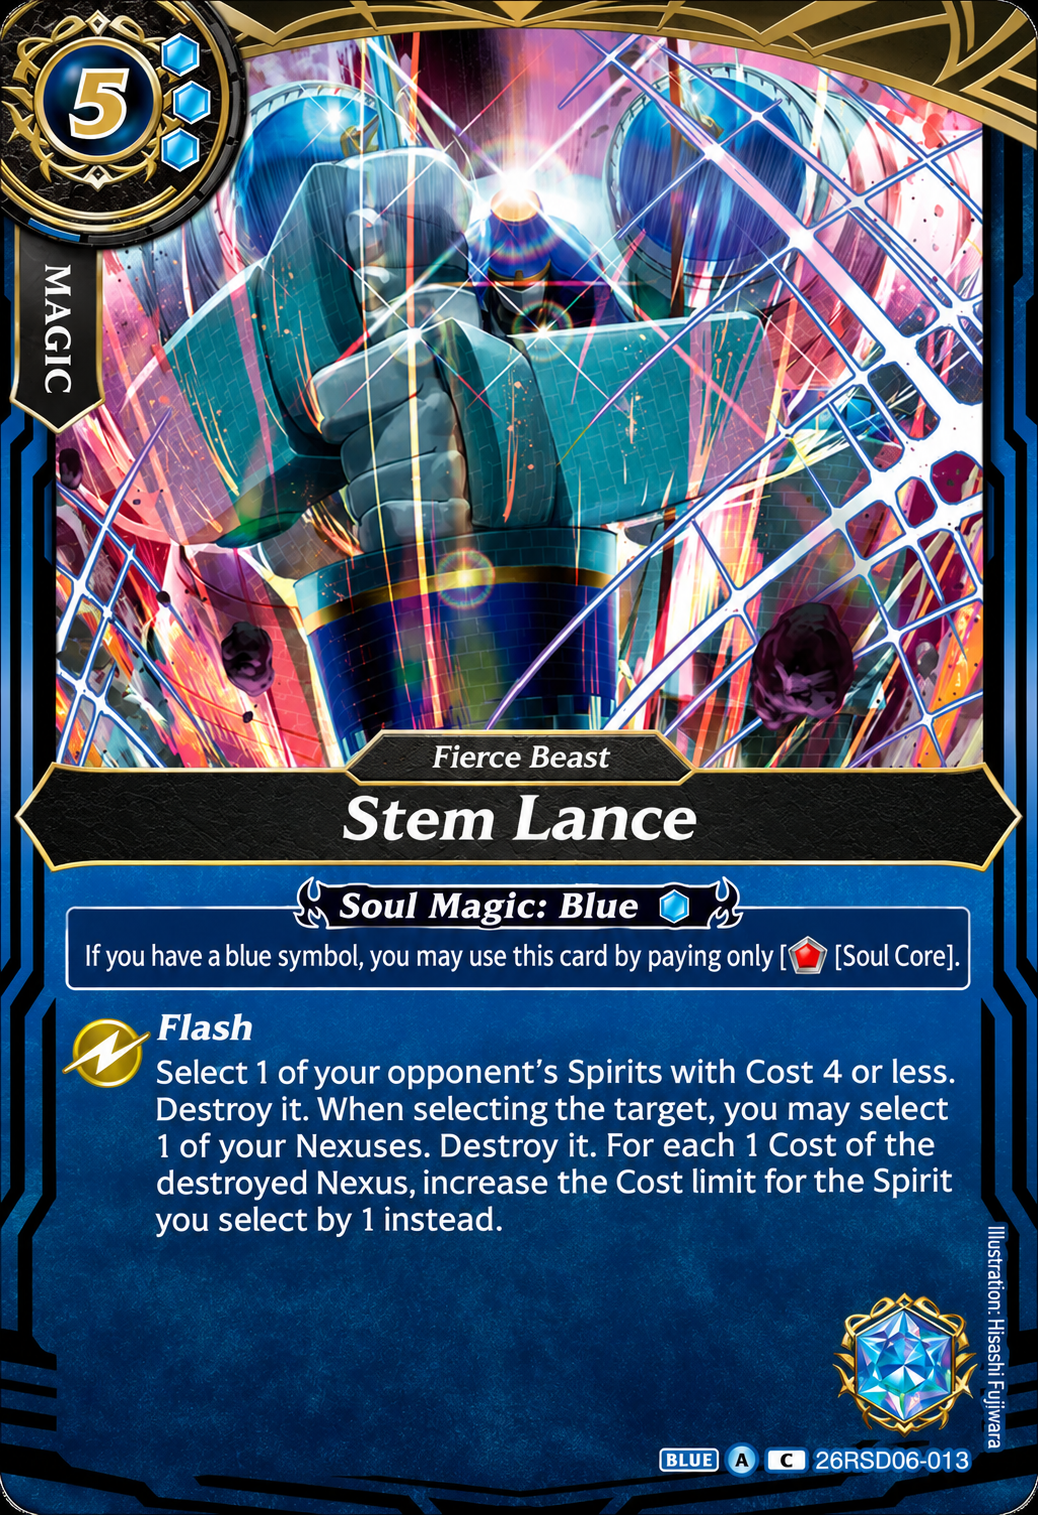 5
MAGIC
Fierce Beast
Stem Lance
Soul Magic: Blue
If you have a blue symbol, you may use this card by paying only [ [Soul Core].
Flash
Select 1 of your opponent's Spirits with Cost 4 or less.
Destroy it. When selecting the target, you may select
1 of your Nexuses. Destroy it. For each 1 Cost of the
destroyed Nexus, increase the Cost limit for the Spirit
you select by 1 instead.
Illustration: Hisashi Fujiwara
BLUE A C 26RSD06-013